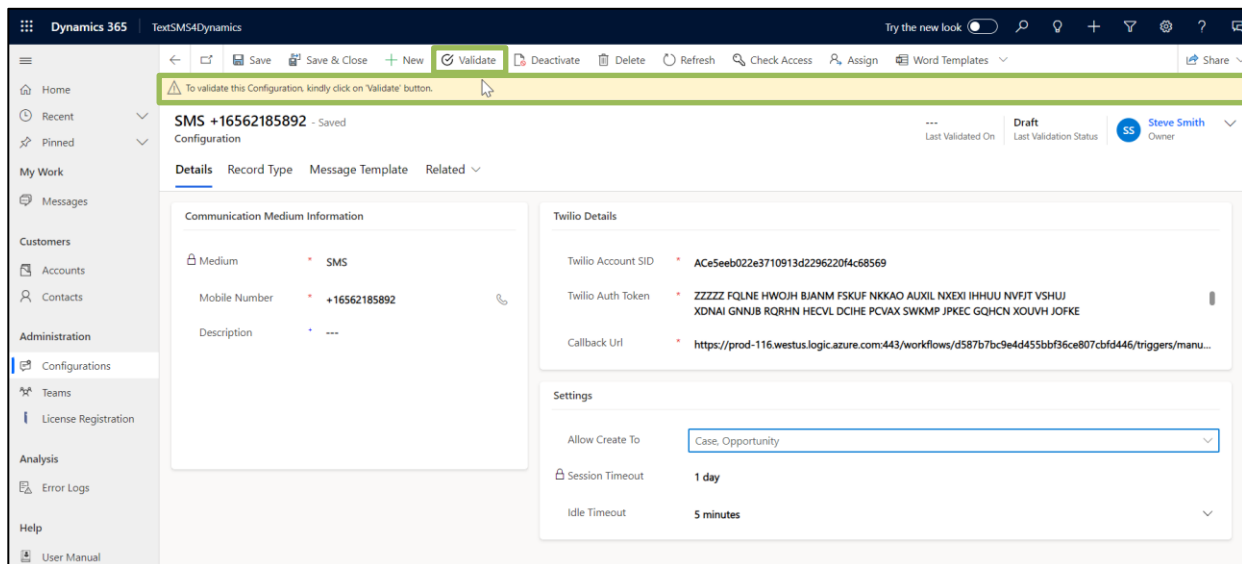 Dynamics 365 TextSMS4Dynamics Try the new look
Save Save & Close New Validate Deactivate Delete Refresh Check Access Assign Word Templates Share
To validate this Configuration, kindly click on 'Validate' button.
Home
Recent
Pinned
My Work
Messages
Customers
Accounts
Contacts
Administration
Configurations
Teams
License Registration
Analysis
Error Logs
Help
User Manual
SMS +16562185892 - Saved
Configuration
---
Last Validated On
Draft
Last Validation Status
SS
Steve Smith
Owner
Details Record Type Message Template Related
Communication Medium Information
Medium * SMS
Mobile Number * +16562185892
Description * ---
Twilio Details
Twilio Account SID * ACe5eeb022e3710913d2296220f4c68569
Twilio Auth Token * ZZZZZ FQLNE HWOJH BJANM FSKUF NKKAO AUXIL NXEXI IHHUU NVFJT VSHUJ
XDNAI GNNJB RQRHN HECVL DCIHE PCVAX SWKMP JPKEC GQHCN XOUVH JOFKE
Callback Url * https://prod-116.westus.logic.azure.com:443/workflows/d587b7bc9e4d455bbf36ce807cbfd446/triggers/manu...
Settings
Allow Create To Case, Opportunity
Session Timeout 1 day
Idle Timeout 5 minutes